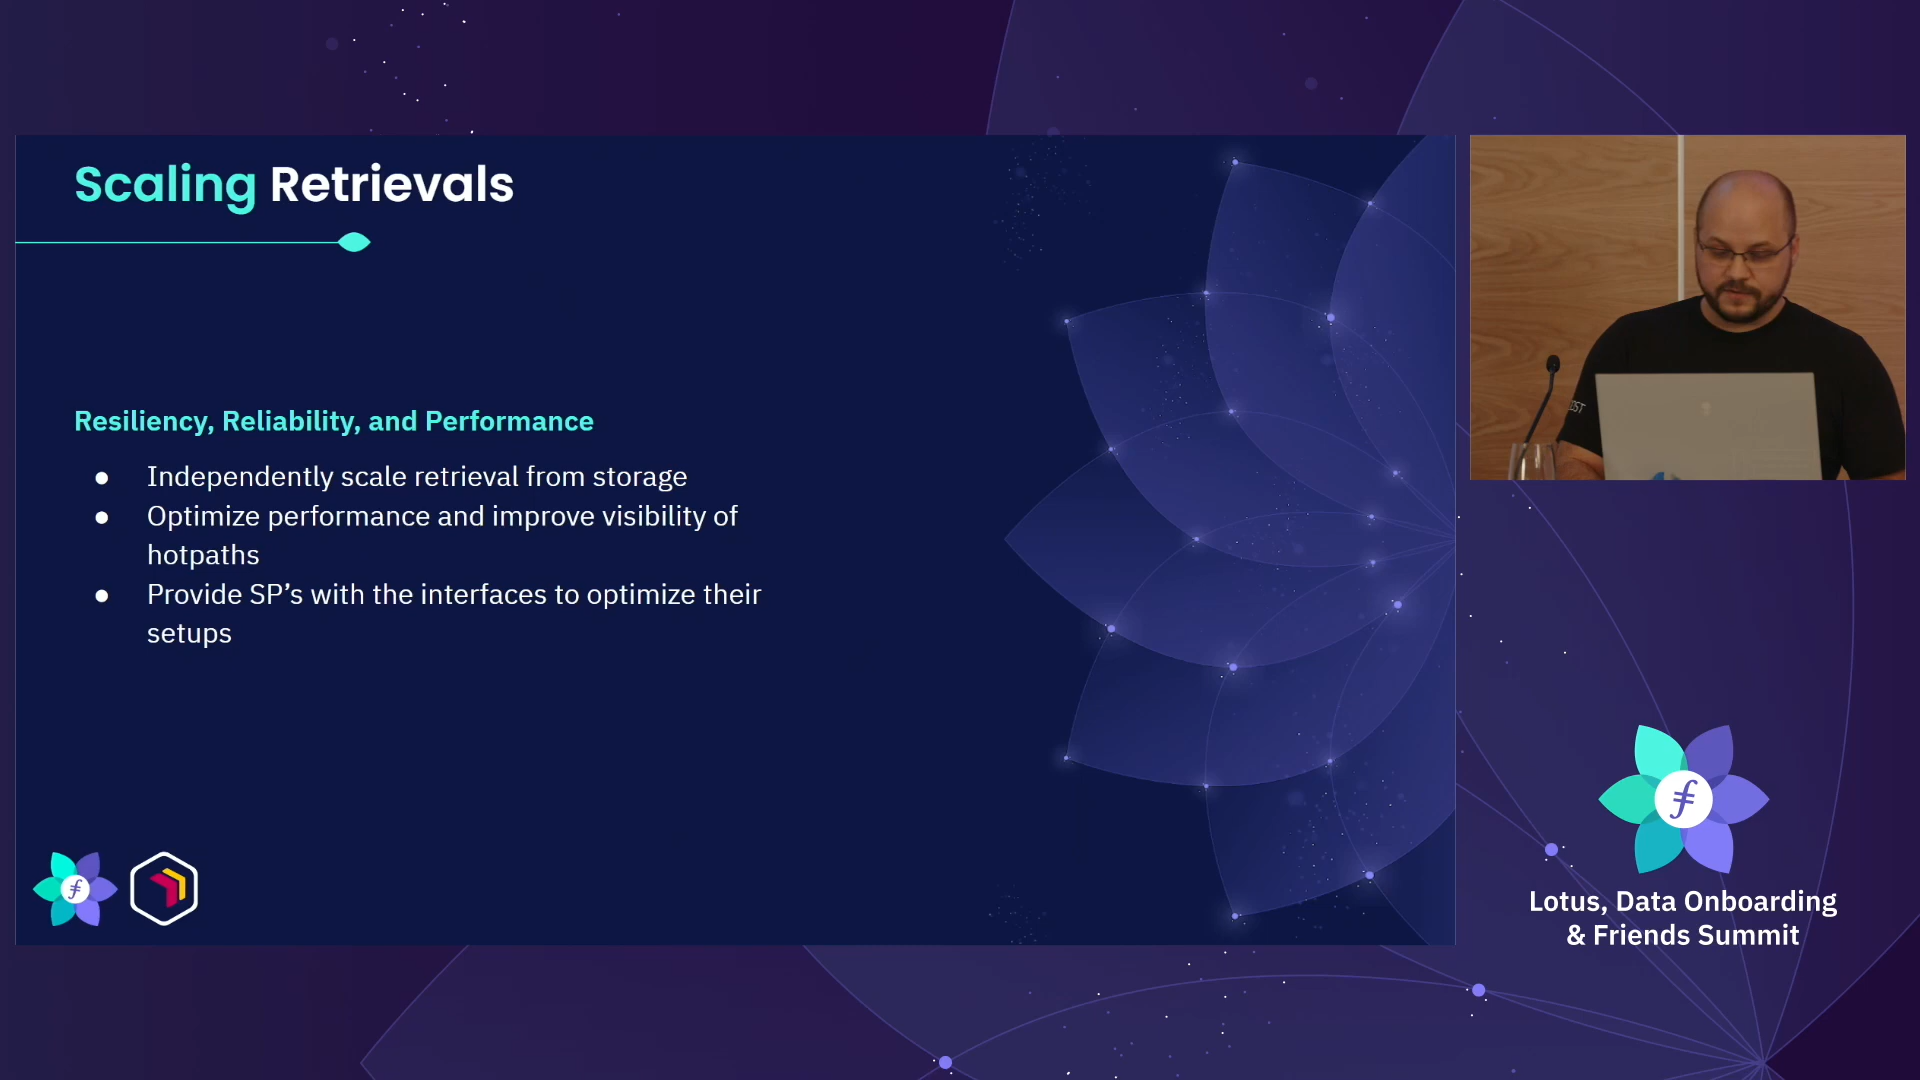 Scaling Retrievals
Resiliency, Reliability, and Performance
● Independently scale retrieval from storage
● Optimize performance and improve visibility of
hotpaths
● Provide SP’s with the interfaces to optimize their
setups
Lotus, Data Onboarding
& Friends Summit